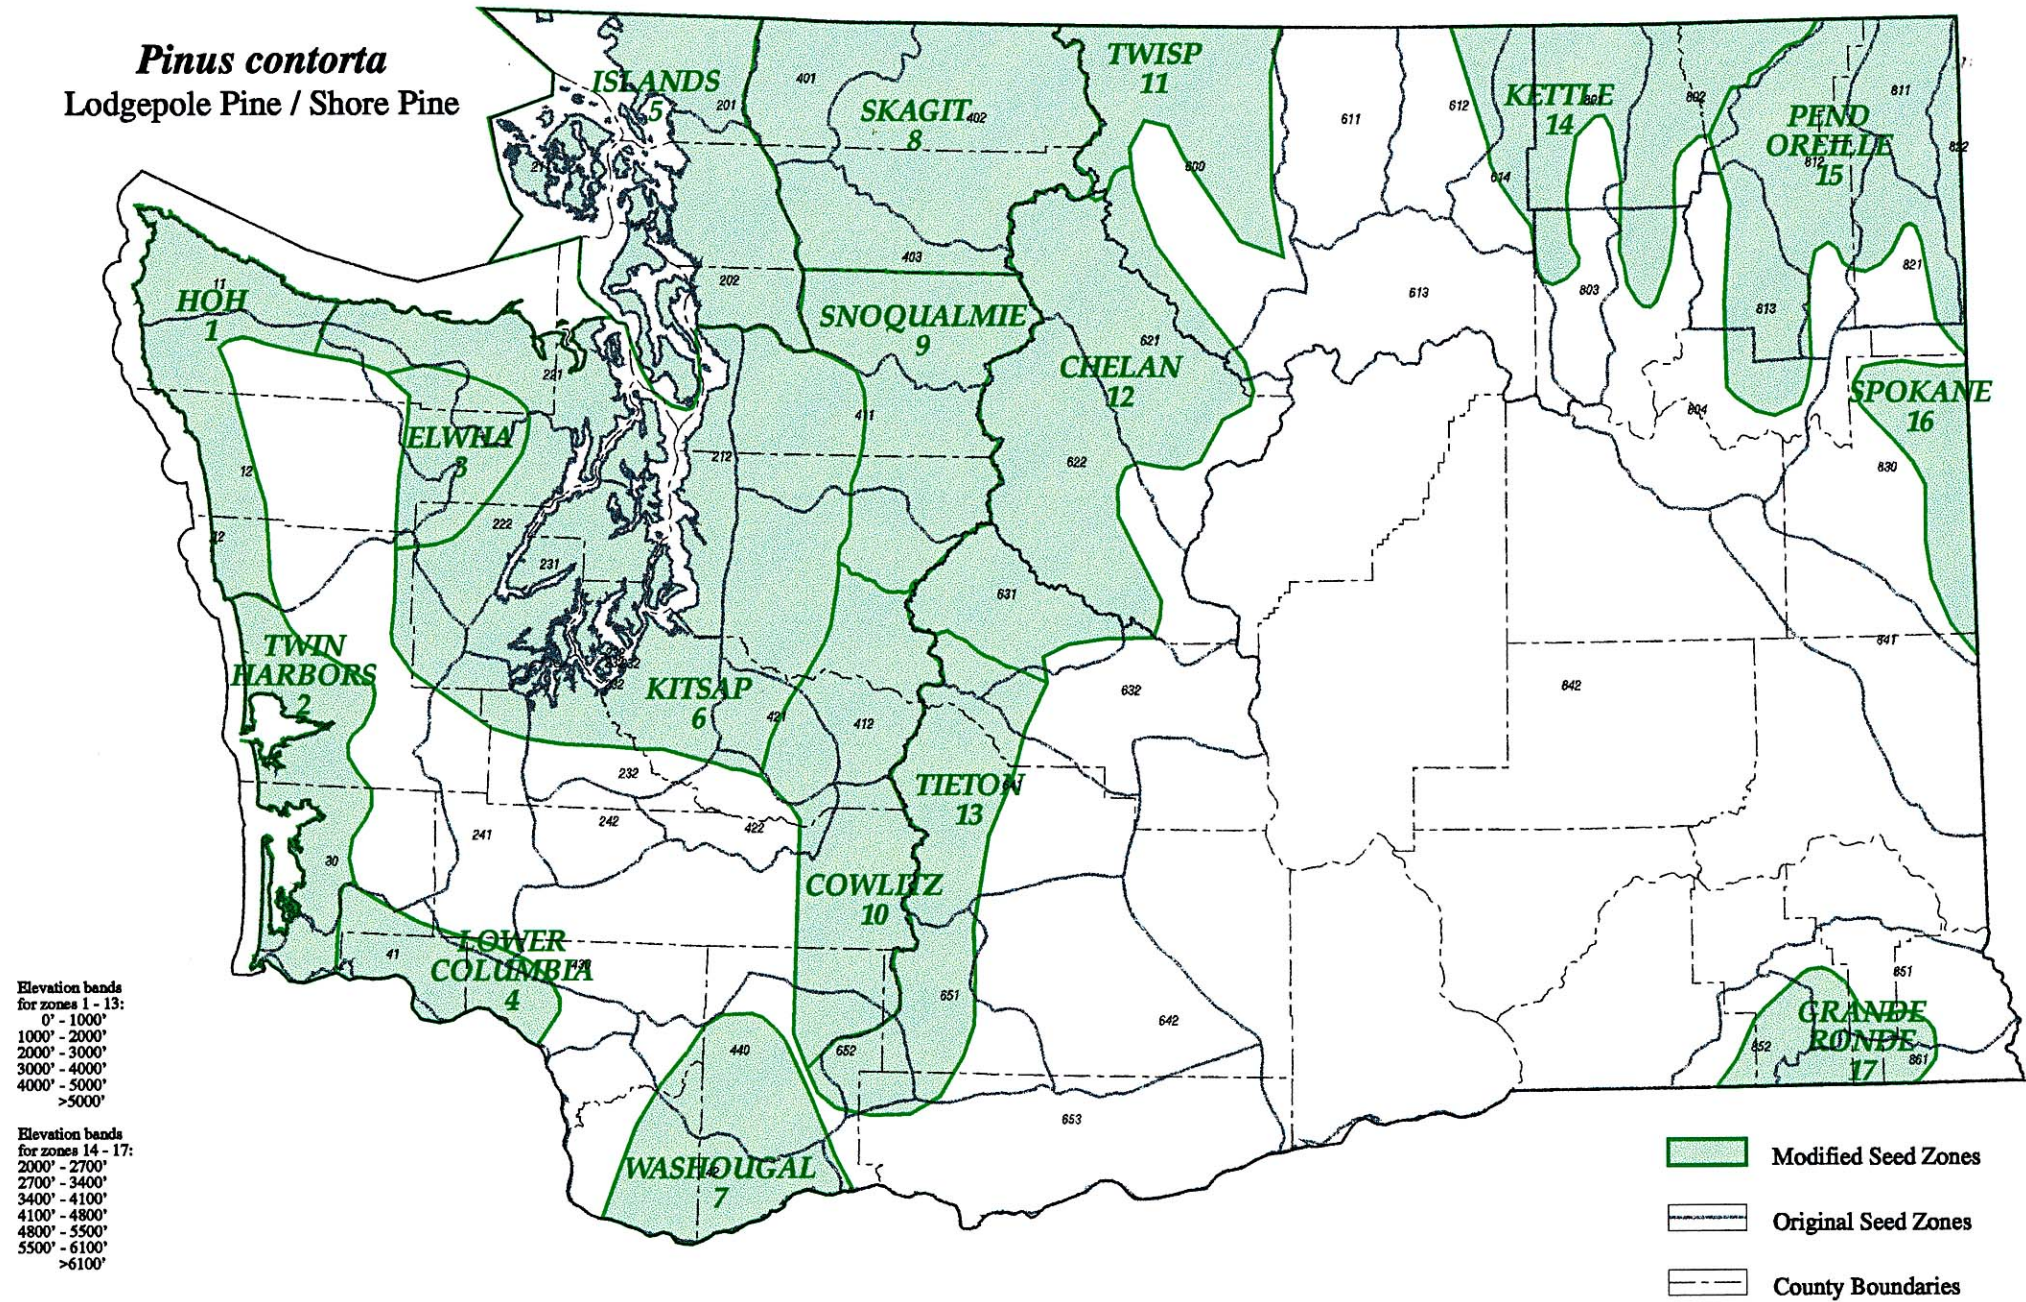 Pinus contorta
Lodgepole Pine / Shore Pine
ISLANDS
5
201
401
SKAGIT
8
402
TWISP
11
600
611
612
614
KETTLE
14
802
PEND
OREILLE
15
811
812
822
HOH
1
11
202
403
SNOQUALMIE
9
621
613
803
813
821
CHELAN
12
221
ELWHA
3
12
411
212
622
804
SPOKANE
16
830
222
12
231
631
841
TWIN
HARBORS
2
232
KITSAP
6
421
412
632
842
232
TIETON
13
241
242
422
30
COWLITZ
10
41
LOWER
COLUMBIA
4
651
642
851
GRANDE
RONDE
17
852
861
440
652
653
WASHOUGAL
7
Elevation bands
for zones 1 - 13:
0' - 1000'
1000' - 2000'
2000' - 3000'
3000' - 4000'
4000' - 5000'
>5000'
Elevation bands
for zones 14 - 17:
2000' - 2700'
2700' - 3400'
3400' - 4100'
4100' - 4800'
4800' - 5500'
5500' - 6100'
>6100'
Modified Seed Zones
Original Seed Zones
County Boundaries